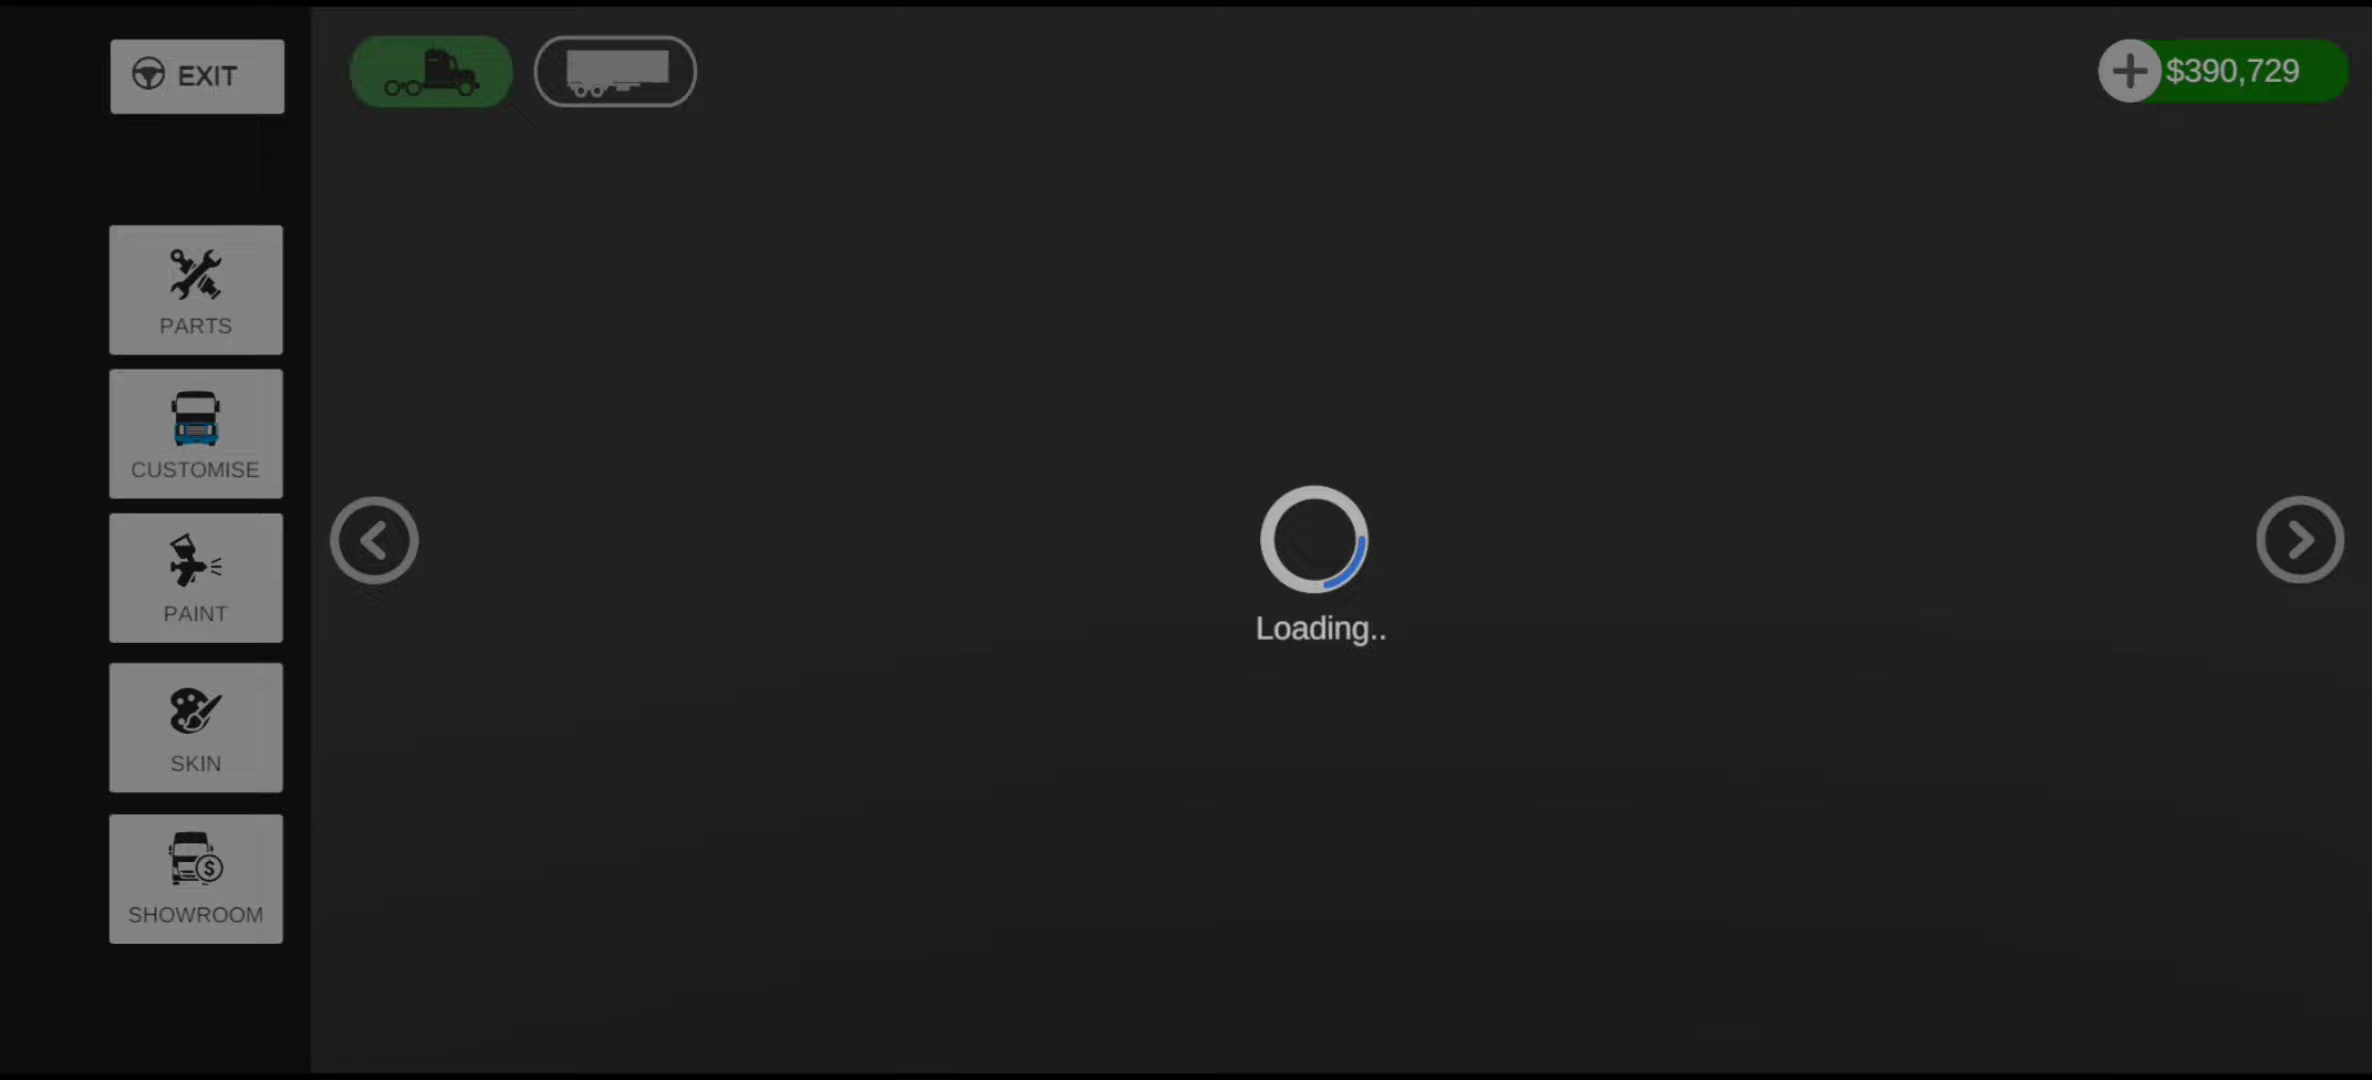 EXIT
$390,729
PARTS
CUSTOMISE
PAINT
SKIN
SHOWROOM
Loading..